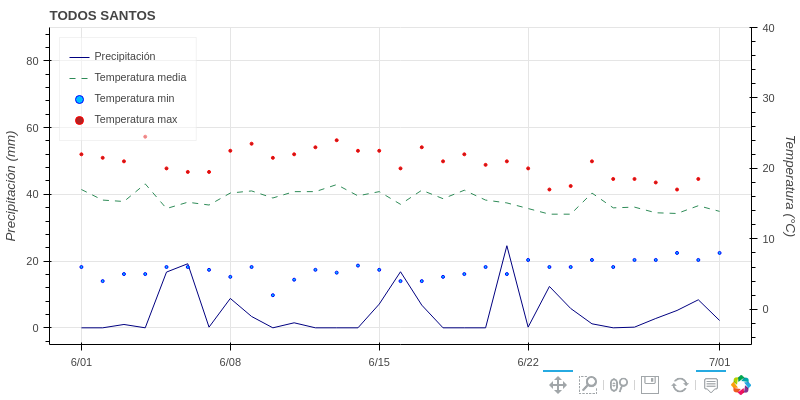 TODOS SANTOS
Precipitación
Temperatura media
Temperatura min
Temperatura max
Precipitación (mm)
80
60
40
20
0
40
30
20
10
0
Temperatura (°C)
6/01
6/08
6/15
6/22
7/01